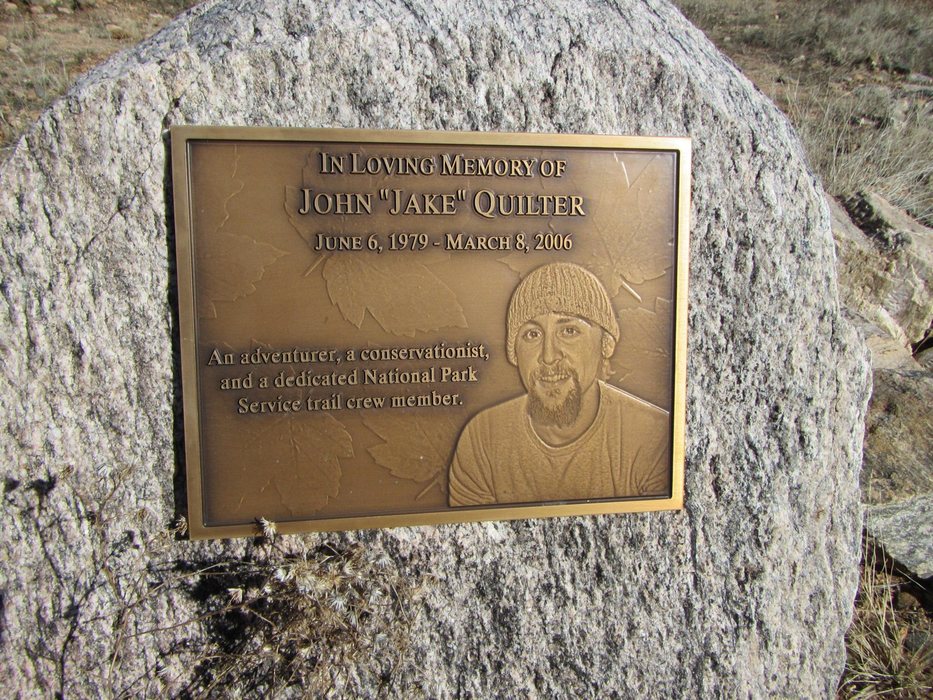 In Loving Memory of
John "Jake" Quilter
June 6, 1979 - March 8, 2006
An adventurer, a conservationist,
and a dedicated National Park
Service trail crew member.